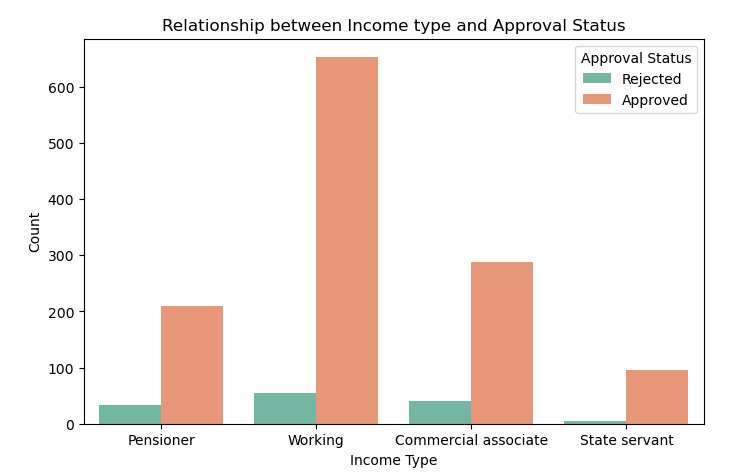 Relationship between Income type and Approval Status
Approval Status
Rejected
Approved
600
500
400
300
200
100
0
Count
Pensioner
Working
Commercial associate
State servant
Income Type